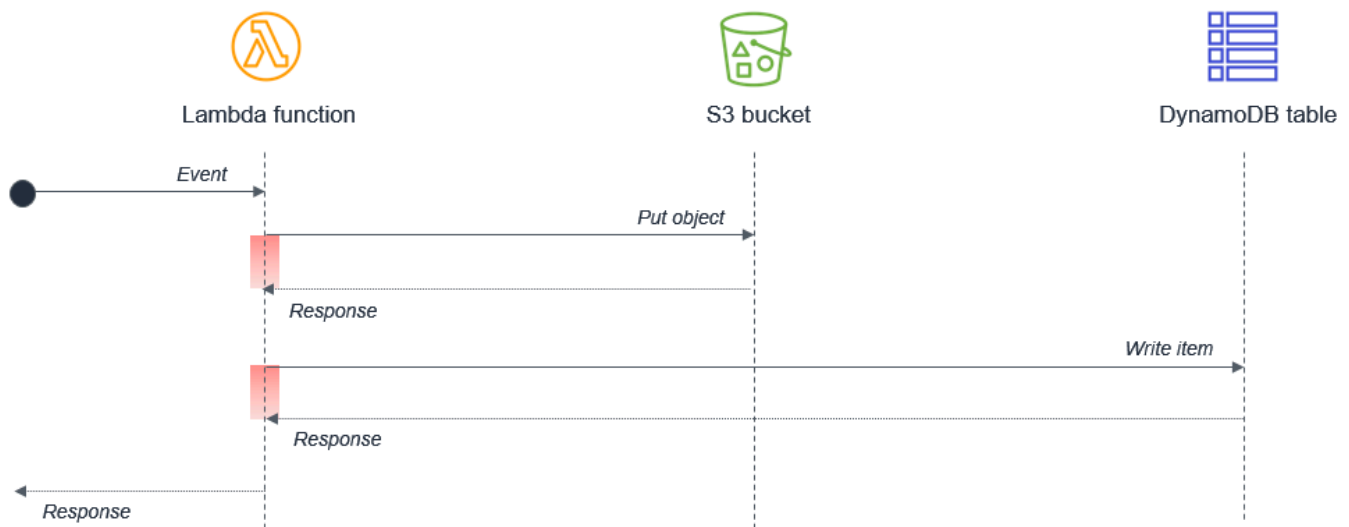 Lambda function
S3 bucket
DynamoDB table
Event
Put object
Response
Write item
Response
Response